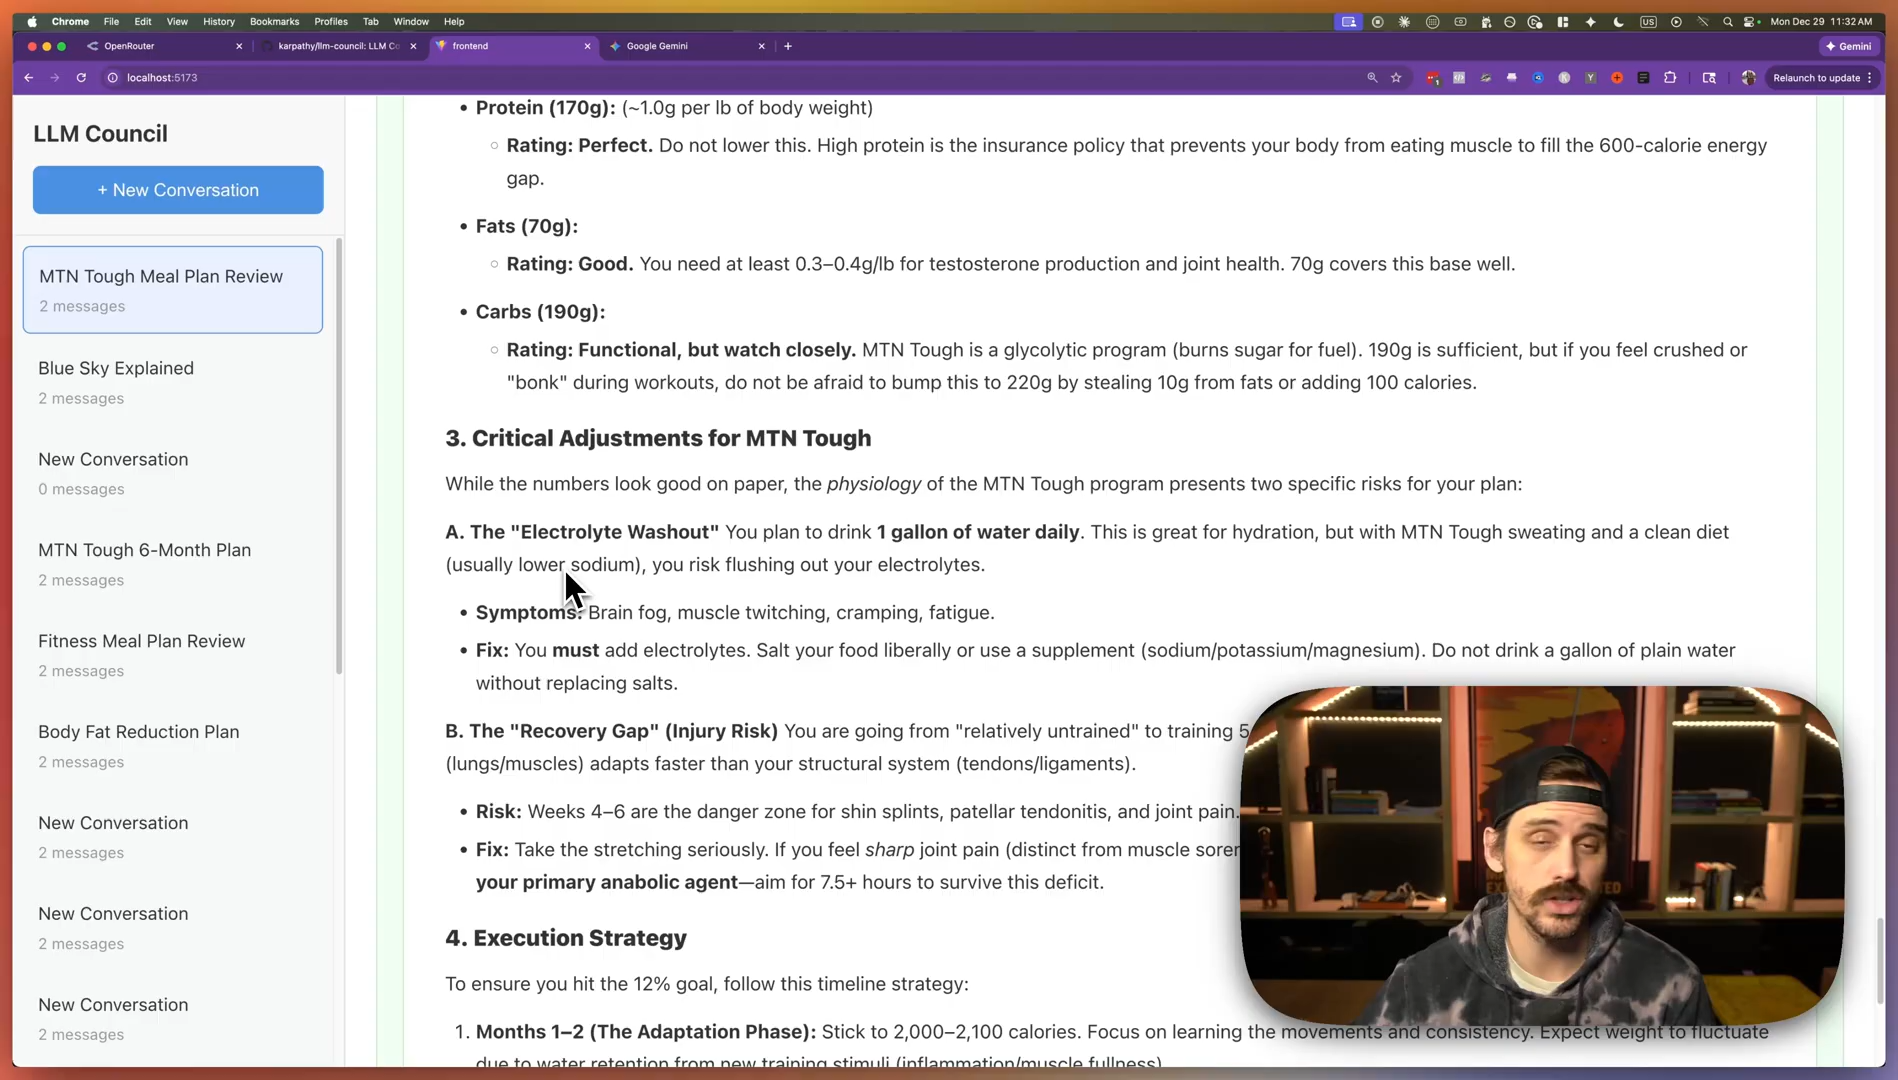 Chrome File Edit View History Bookmarks Profiles Tab Window Help
US Mon Dec 29 11:32 AM
OpenRouter
karpathy/llm-council: LLM Co
frontend
Google Gemini
Gemini
localhost:5173
Relaunch to update
LLM Council
+ New Conversation
MTN Tough Meal Plan Review
2 messages
Blue Sky Explained
2 messages
New Conversation
0 messages
MTN Tough 6-Month Plan
2 messages
Fitness Meal Plan Review
2 messages
Body Fat Reduction Plan
2 messages
New Conversation
2 messages
New Conversation
2 messages
New Conversation
2 messages
• Protein (170g): (~1.0g per lb of body weight)
○ Rating: Perfect. Do not lower this. High protein is the insurance policy that prevents your body from eating muscle to fill the 600-calorie energy
gap.
• Fats (70g):
○ Rating: Good. You need at least 0.3–0.4g/lb for testosterone production and joint health. 70g covers this base well.
• Carbs (190g):
○ Rating: Functional, but watch closely. MTN Tough is a glycolytic program (burns sugar for fuel). 190g is sufficient, but if you feel crushed or
"bonk" during workouts, do not be afraid to bump this to 220g by stealing 10g from fats or adding 100 calories.
3. Critical Adjustments for MTN Tough
While the numbers look good on paper, the physiology of the MTN Tough program presents two specific risks for your plan:
A. The "Electrolyte Washout" You plan to drink 1 gallon of water daily. This is great for hydration, but with MTN Tough sweating and a clean diet
(usually lower sodium), you risk flushing out your electrolytes.
• Symptoms: Brain fog, muscle twitching, cramping, fatigue.
• Fix: You must add electrolytes. Salt your food liberally or use a supplement (sodium/potassium/magnesium). Do not drink a gallon of plain water
without replacing salts.
B. The "Recovery Gap" (Injury Risk) You are going from "relatively untrained" to training 5
(lungs/muscles) adapts faster than your structural system (tendons/ligaments).
• Risk: Weeks 4–6 are the danger zone for shin splints, patellar tendonitis, and joint pain.
• Fix: Take the stretching seriously. If you feel sharp joint pain (distinct from muscle soren
your primary anabolic agent—aim for 7.5+ hours to survive this deficit.
4. Execution Strategy
To ensure you hit the 12% goal, follow this timeline strategy:
1. Months 1–2 (The Adaptation Phase): Stick to 2,000–2,100 calories. Focus on learning the movements and consistency. Expect weight to fluctuate
due to water retention from new training stimuli (inflammation/muscle fullness)